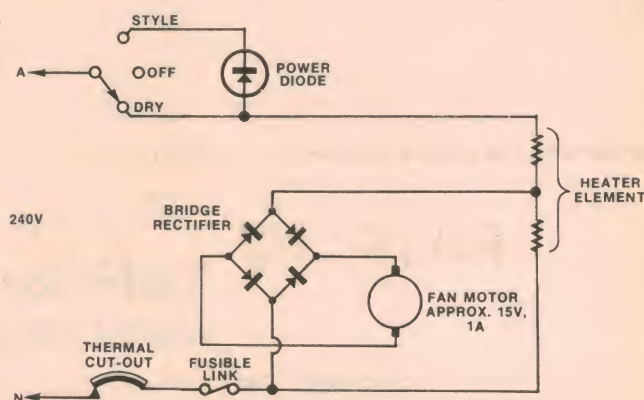 STYLE
A
OFF
DRY
POWER
DIODE
HEATER
ELEMENT
240V
BRIDGE
RECTIFIER
FAN MOTOR
APPROX. 15V,
1A
THERMAL
CUT-OUT
FUSIBLE
LINK
N